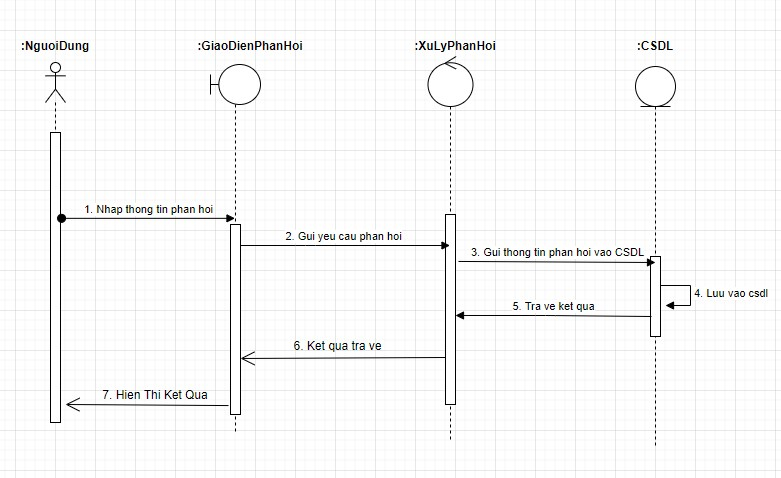 :NguoiDung
:GiaoDienPhanHoi
:XuLyPhanHoi
:CSDL
1. Nhap thong tin phan hoi
2. Gui yeu cau phan hoi
3. Gui thong tin phan hoi vao CSDL
4. Luu vao csdl
5. Tra ve ket qua
6. Ket qua tra ve
7. Hien Thi Ket Qua